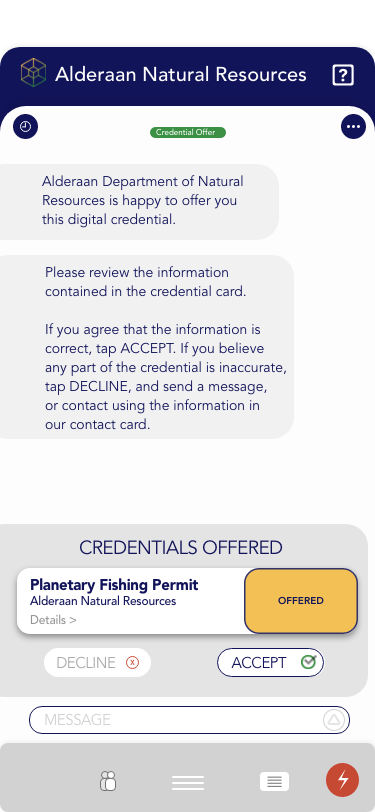 Alderaan Natural Resources
Credential Offer
Alderaan Department of Natural
Resources is happy to offer you
this digital credential.
Please review the information
contained in the credential card.
If you agree that the information is
correct, tap ACCEPT. If you believe
any part of the credential is inaccurate,
tap DECLINE, and send a message,
or contact using the information in
our contact card.
CREDENTIALS OFFERED
Planetary Fishing Permit
Alderaan Natural Resources
Details >
OFFERED
DECLINE
ACCEPT
MESSAGE